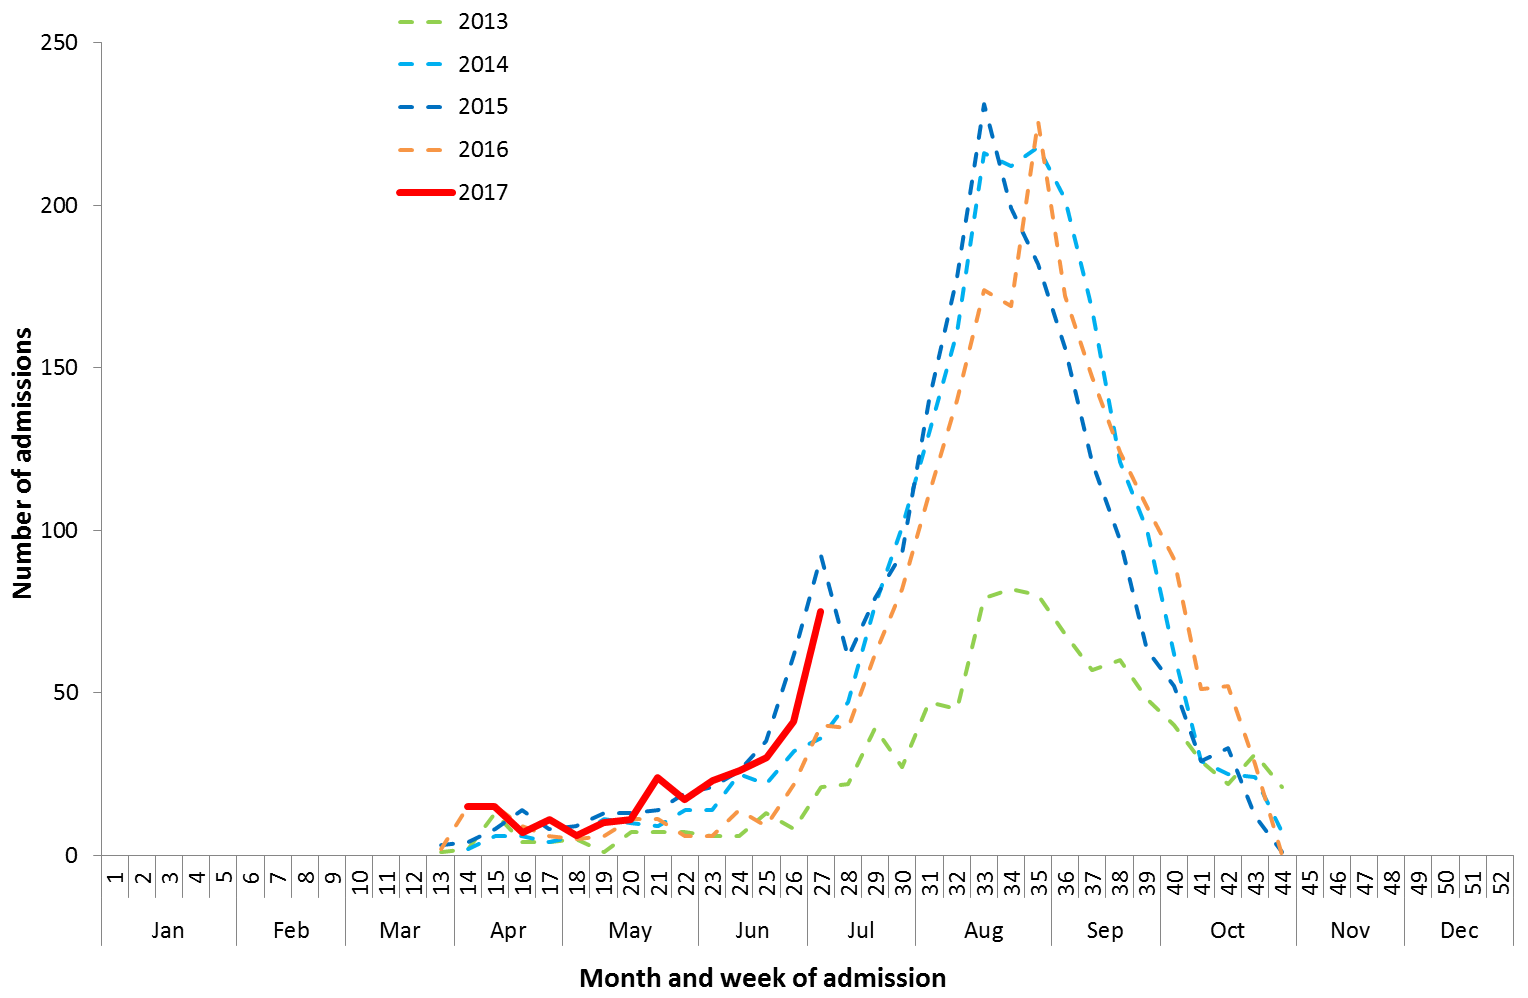 2013
2014
2015
2016
2017
250
200
150
100
50
0
Number of admissions
1 2 3 4 5 6 7 8 9 10 11 12 13 14 15 16 17 18 19 20 21 22 23 24 25 26 27 28 29 30 31 32 33 34 35 36 37 38 39 40 41 42 43 44 45 46 47 48 49 50 51 52
Jan Feb Mar Apr May Jun Jul Aug Sep Oct Nov Dec
Month and week of admission